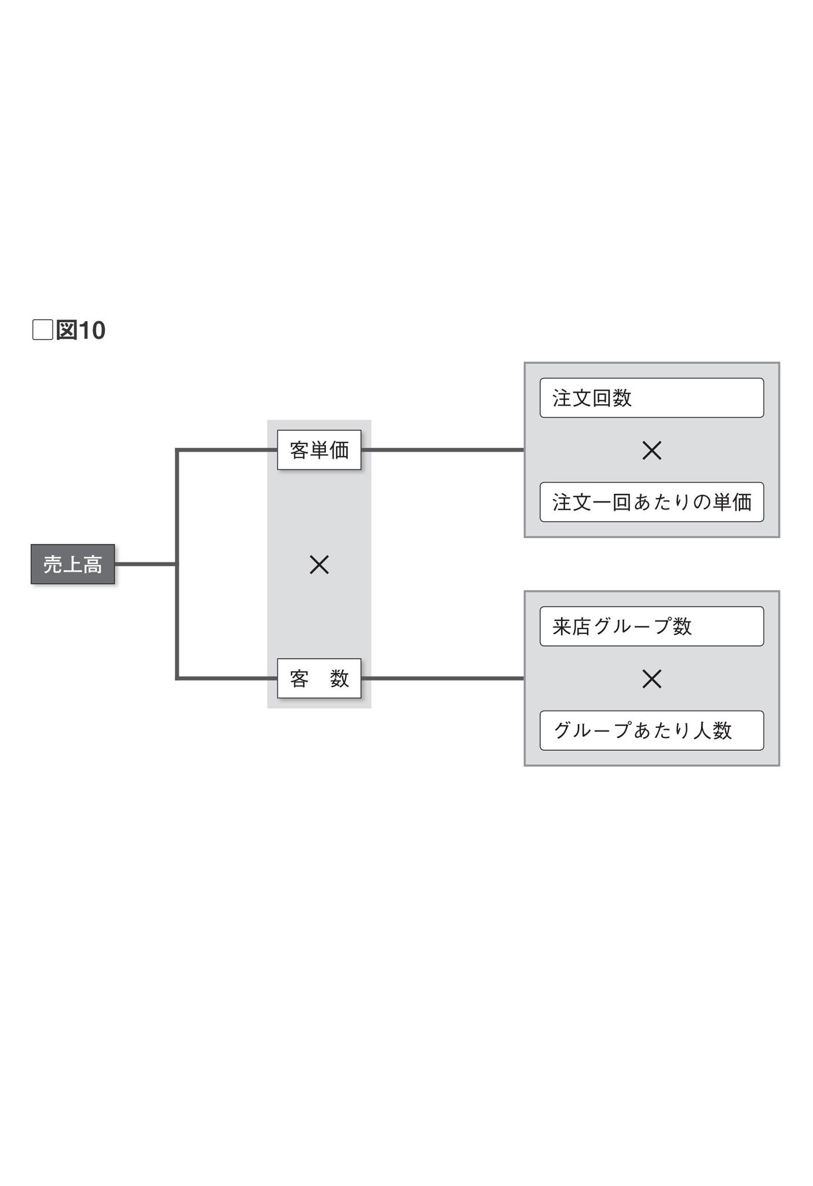 □図10
注文回数
×
注文一回あたりの単価
客単価
×
客　数
売上高
来店グループ数
×
グループあたり人数